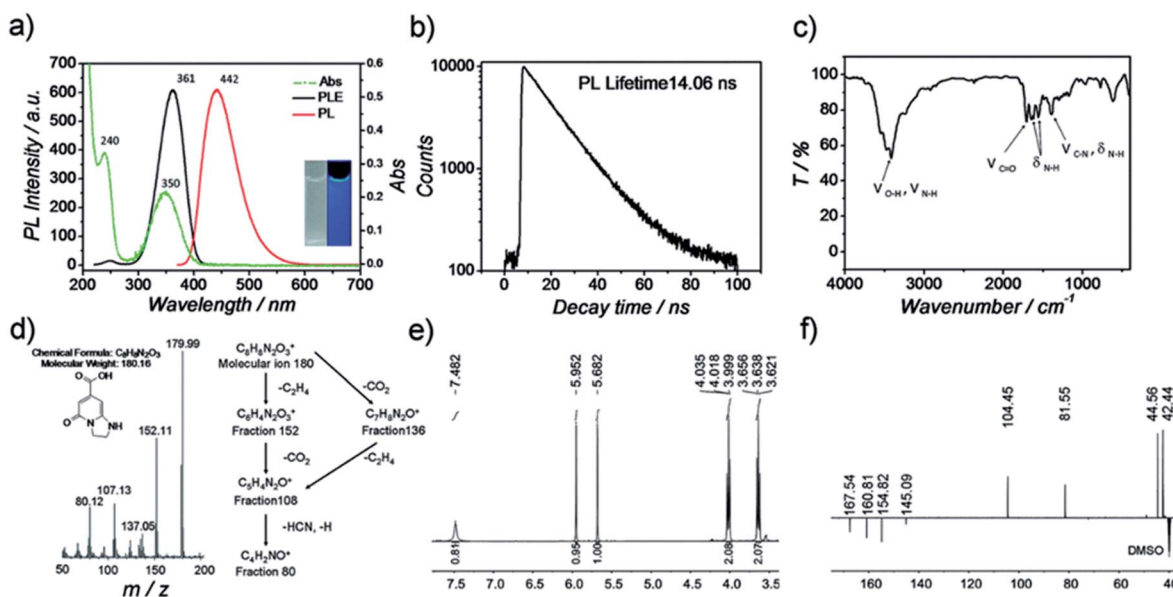 a)
700
600
500
400
300
200
100
0
240
350
361
442
Abs
PLE
PL
0.6
0.5
0.4
0.3
0.2
0.1
0.0
200 300 400 500 600 700
PL Intensity / a.u.
Abs
Wavelength / nm
b)
10000
1000
100
PL Lifetime14.06 ns
Counts
0 20 40 60 80 100
Decay time / ns
c)
100
80
60
40
20
0
T / %
V O-H, V N-H
V C=O
δ N-H
V C-N, δ N-H
4000 3000 2000 1000
Wavenumber / cm-1
d)
Chemical Formula: C8H8N2O3
Molecular Weight: 180.16
O OH
O N NH
179.99
152.11
107.13
80.12
137.05
50 100 150 200
m / z
C8H8N2O3+
Molecular ion 180
-C2H4
-CO2
C6H4N2O3+
Fraction 152
C7H8N2O+
Fraction136
-CO2
-C2H4
C5H4N2O+
Fraction108
-HCN, -H
C4H2NO+
Fraction 80
e)
7.482
5.952
5.682
4.035
4.018
3.999
3.656
3.638
3.621
0.81
0.95
1.00
2.08
2.07
7.5 7.0 6.5 6.0 5.5 5.0 4.5 4.0 3.5
f)
167.54
160.81
154.82
145.09
104.45
81.55
44.56
42.44
DMSO
160 140 120 100 80 60 40